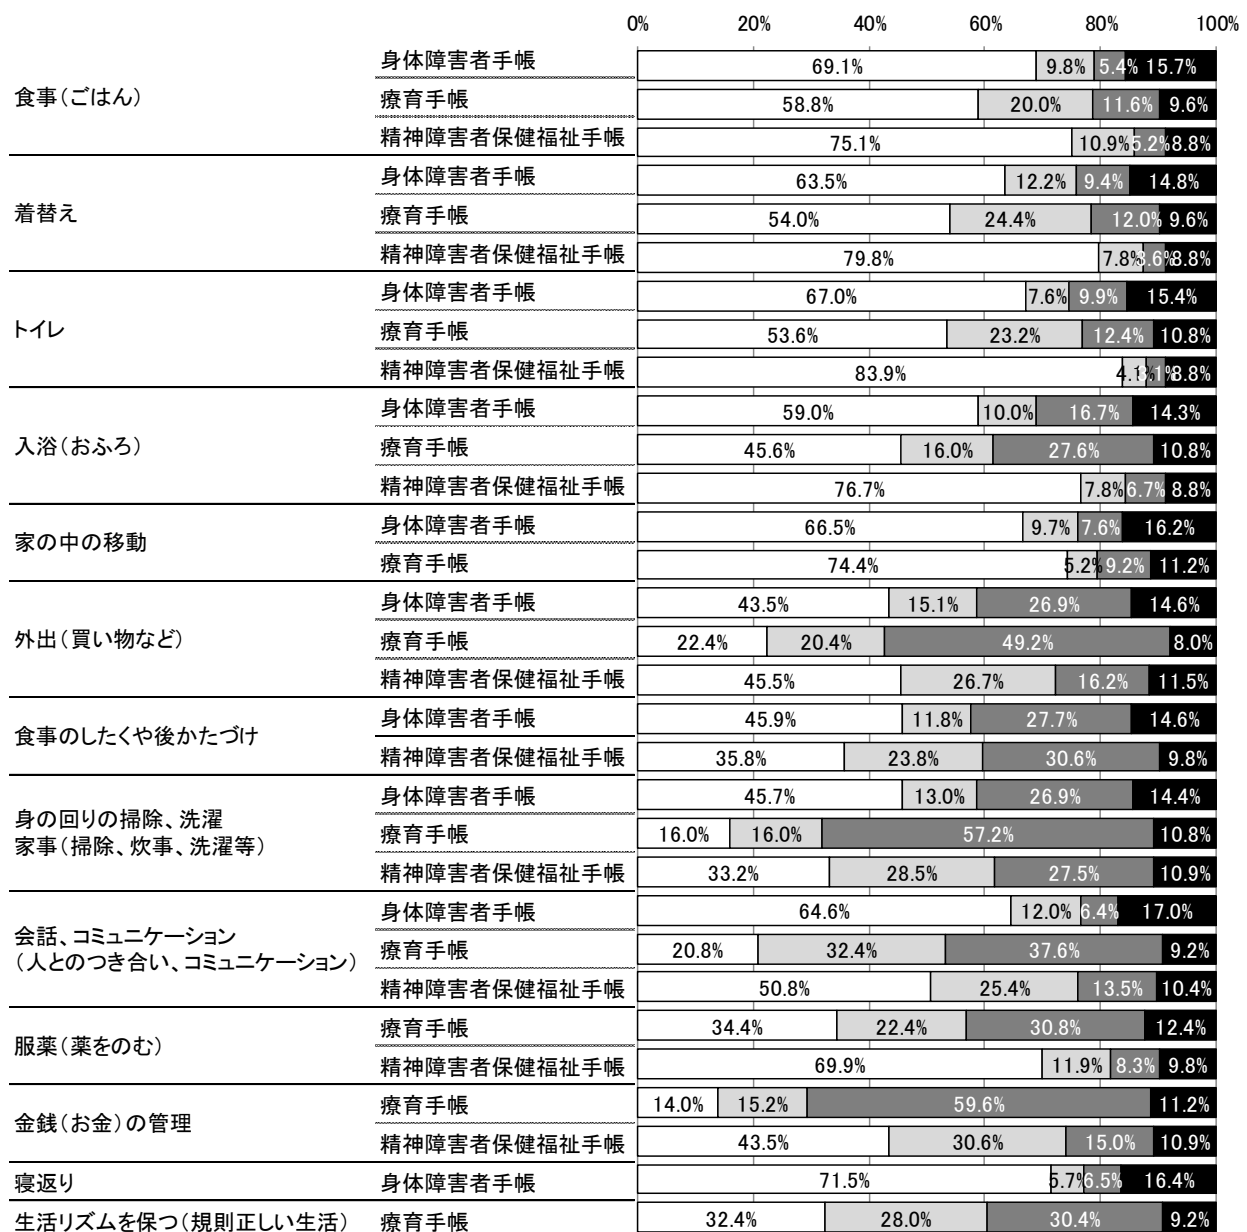 0% 20% 40% 60% 80% 100%
食事（ごはん）
身体障害者手帳 69.1% 9.8% 5.4% 15.7%
療育手帳 58.8% 20.0% 11.6% 9.6%
精神障害者保健福祉手帳 75.1% 10.9% 5.2% 8.8%
着替え
身体障害者手帳 63.5% 12.2% 9.4% 14.8%
療育手帳 54.0% 24.4% 12.0% 9.6%
精神障害者保健福祉手帳 79.8% 7.8% 3.6% 8.8%
トイレ
身体障害者手帳 67.0% 7.6% 9.9% 15.4%
療育手帳 53.6% 23.2% 12.4% 10.8%
精神障害者保健福祉手帳 83.9% 4.1% 3.1% 8.8%
入浴（おふろ）
身体障害者手帳 59.0% 10.0% 16.7% 14.3%
療育手帳 45.6% 16.0% 27.6% 10.8%
精神障害者保健福祉手帳 76.7% 7.8% 6.7% 8.8%
家の中の移動
身体障害者手帳 66.5% 9.7% 7.6% 16.2%
療育手帳 74.4% 5.2% 9.2% 11.2%
外出（買い物など）
身体障害者手帳 43.5% 15.1% 26.9% 14.6%
療育手帳 22.4% 20.4% 49.2% 8.0%
精神障害者保健福祉手帳 45.5% 26.7% 16.2% 11.5%
食事のしたくや後かたづけ
身体障害者手帳 45.9% 11.8% 27.7% 14.6%
精神障害者保健福祉手帳 35.8% 23.8% 30.6% 9.8%
身の回りの掃除、洗濯
家事（掃除、炊事、洗濯等）
身体障害者手帳 45.7% 13.0% 26.9% 14.4%
療育手帳 16.0% 16.0% 57.2% 10.8%
精神障害者保健福祉手帳 33.2% 28.5% 27.5% 10.9%
会話、コミュニケーション
（人とのつき合い、コミュニケーション）
身体障害者手帳 64.6% 12.0% 6.4% 17.0%
療育手帳 20.8% 32.4% 37.6% 9.2%
精神障害者保健福祉手帳 50.8% 25.4% 13.5% 10.4%
服薬（薬をのむ）
療育手帳 34.4% 22.4% 30.8% 12.4%
精神障害者保健福祉手帳 69.9% 11.9% 8.3% 9.8%
金銭（お金）の管理
療育手帳 14.0% 15.2% 59.6% 11.2%
精神障害者保健福祉手帳 43.5% 30.6% 15.0% 10.9%
寝返り
身体障害者手帳 71.5% 5.7% 6.5% 16.4%
生活リズムを保つ（規則正しい生活）
療育手帳 32.4% 28.0% 30.4% 9.2%